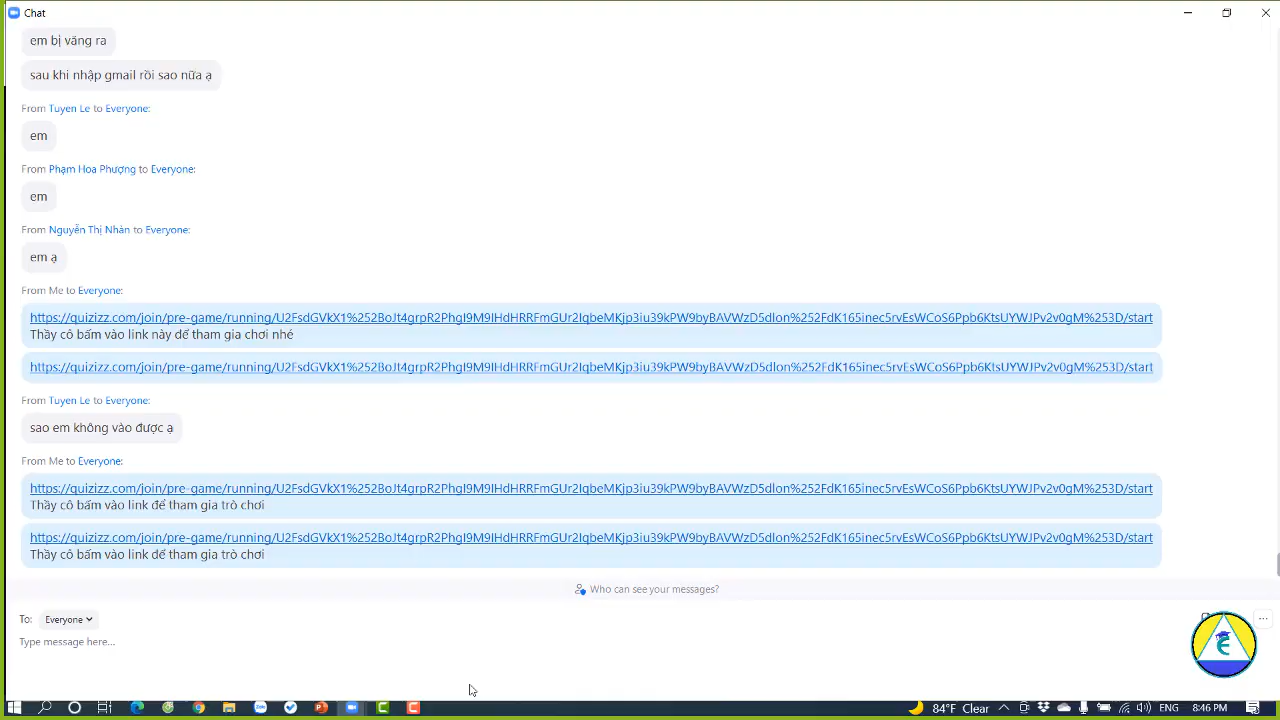 Chat
em bị văng ra
sau khi nhập gmail rồi sao nữa ạ
From Tuyen Le to Everyone:
em
From Phạm Hoa Phượng to Everyone:
em
From Nguyễn Thị Nhàn to Everyone:
em ạ
From Me to Everyone:
https://quizizz.com/join/pre-game/running/U2FsdGVkX1%252BoJt4grpR2PhgI9M9IHdHRRFmGUr2IqbeMKjp3iu39kPW9byBAVWzD5dIon%252FdK165inec5rvEsWCoS6Ppb6KtsUYWJPv2v0gM%253D/start
Thầy cô bấm vào link này để tham gia chơi nhé
https://quizizz.com/join/pre-game/running/U2FsdGVkX1%252BoJt4grpR2PhgI9M9IHdHRRFmGUr2IqbeMKjp3iu39kPW9byBAVWzD5dIon%252FdK165inec5rvEsWCoS6Ppb6KtsUYWJPv2v0gM%253D/start
From Tuyen Le to Everyone:
sao em không vào được ạ
From Me to Everyone:
https://quizizz.com/join/pre-game/running/U2FsdGVkX1%252BoJt4grpR2PhgI9M9IHdHRRFmGUr2IqbeMKjp3iu39kPW9byBAVWzD5dIon%252FdK165inec5rvEsWCoS6Ppb6KtsUYWJPv2v0gM%253D/start
Thầy cô bấm vào link để tham gia trò chơi
https://quizizz.com/join/pre-game/running/U2FsdGVkX1%252BoJt4grpR2PhgI9M9IHdHRRFmGUr2IqbeMKjp3iu39kPW9byBAVWzD5dIon%252FdK165inec5rvEsWCoS6Ppb6KtsUYWJPv2v0gM%253D/start
Thầy cô bấm vào link để tham gia trò chơi
Who can see your messages?
To: Everyone
Type message here...
84°F Clear ENG 8:46 PM